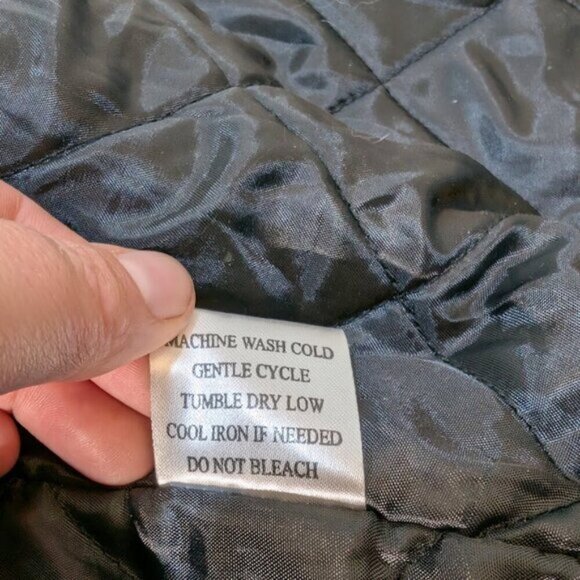 MACHINE WASH COLD
GENTLE CYCLE
TUMBLE DRY LOW
COOL IRON IF NEEDED
DO NOT BLEACH